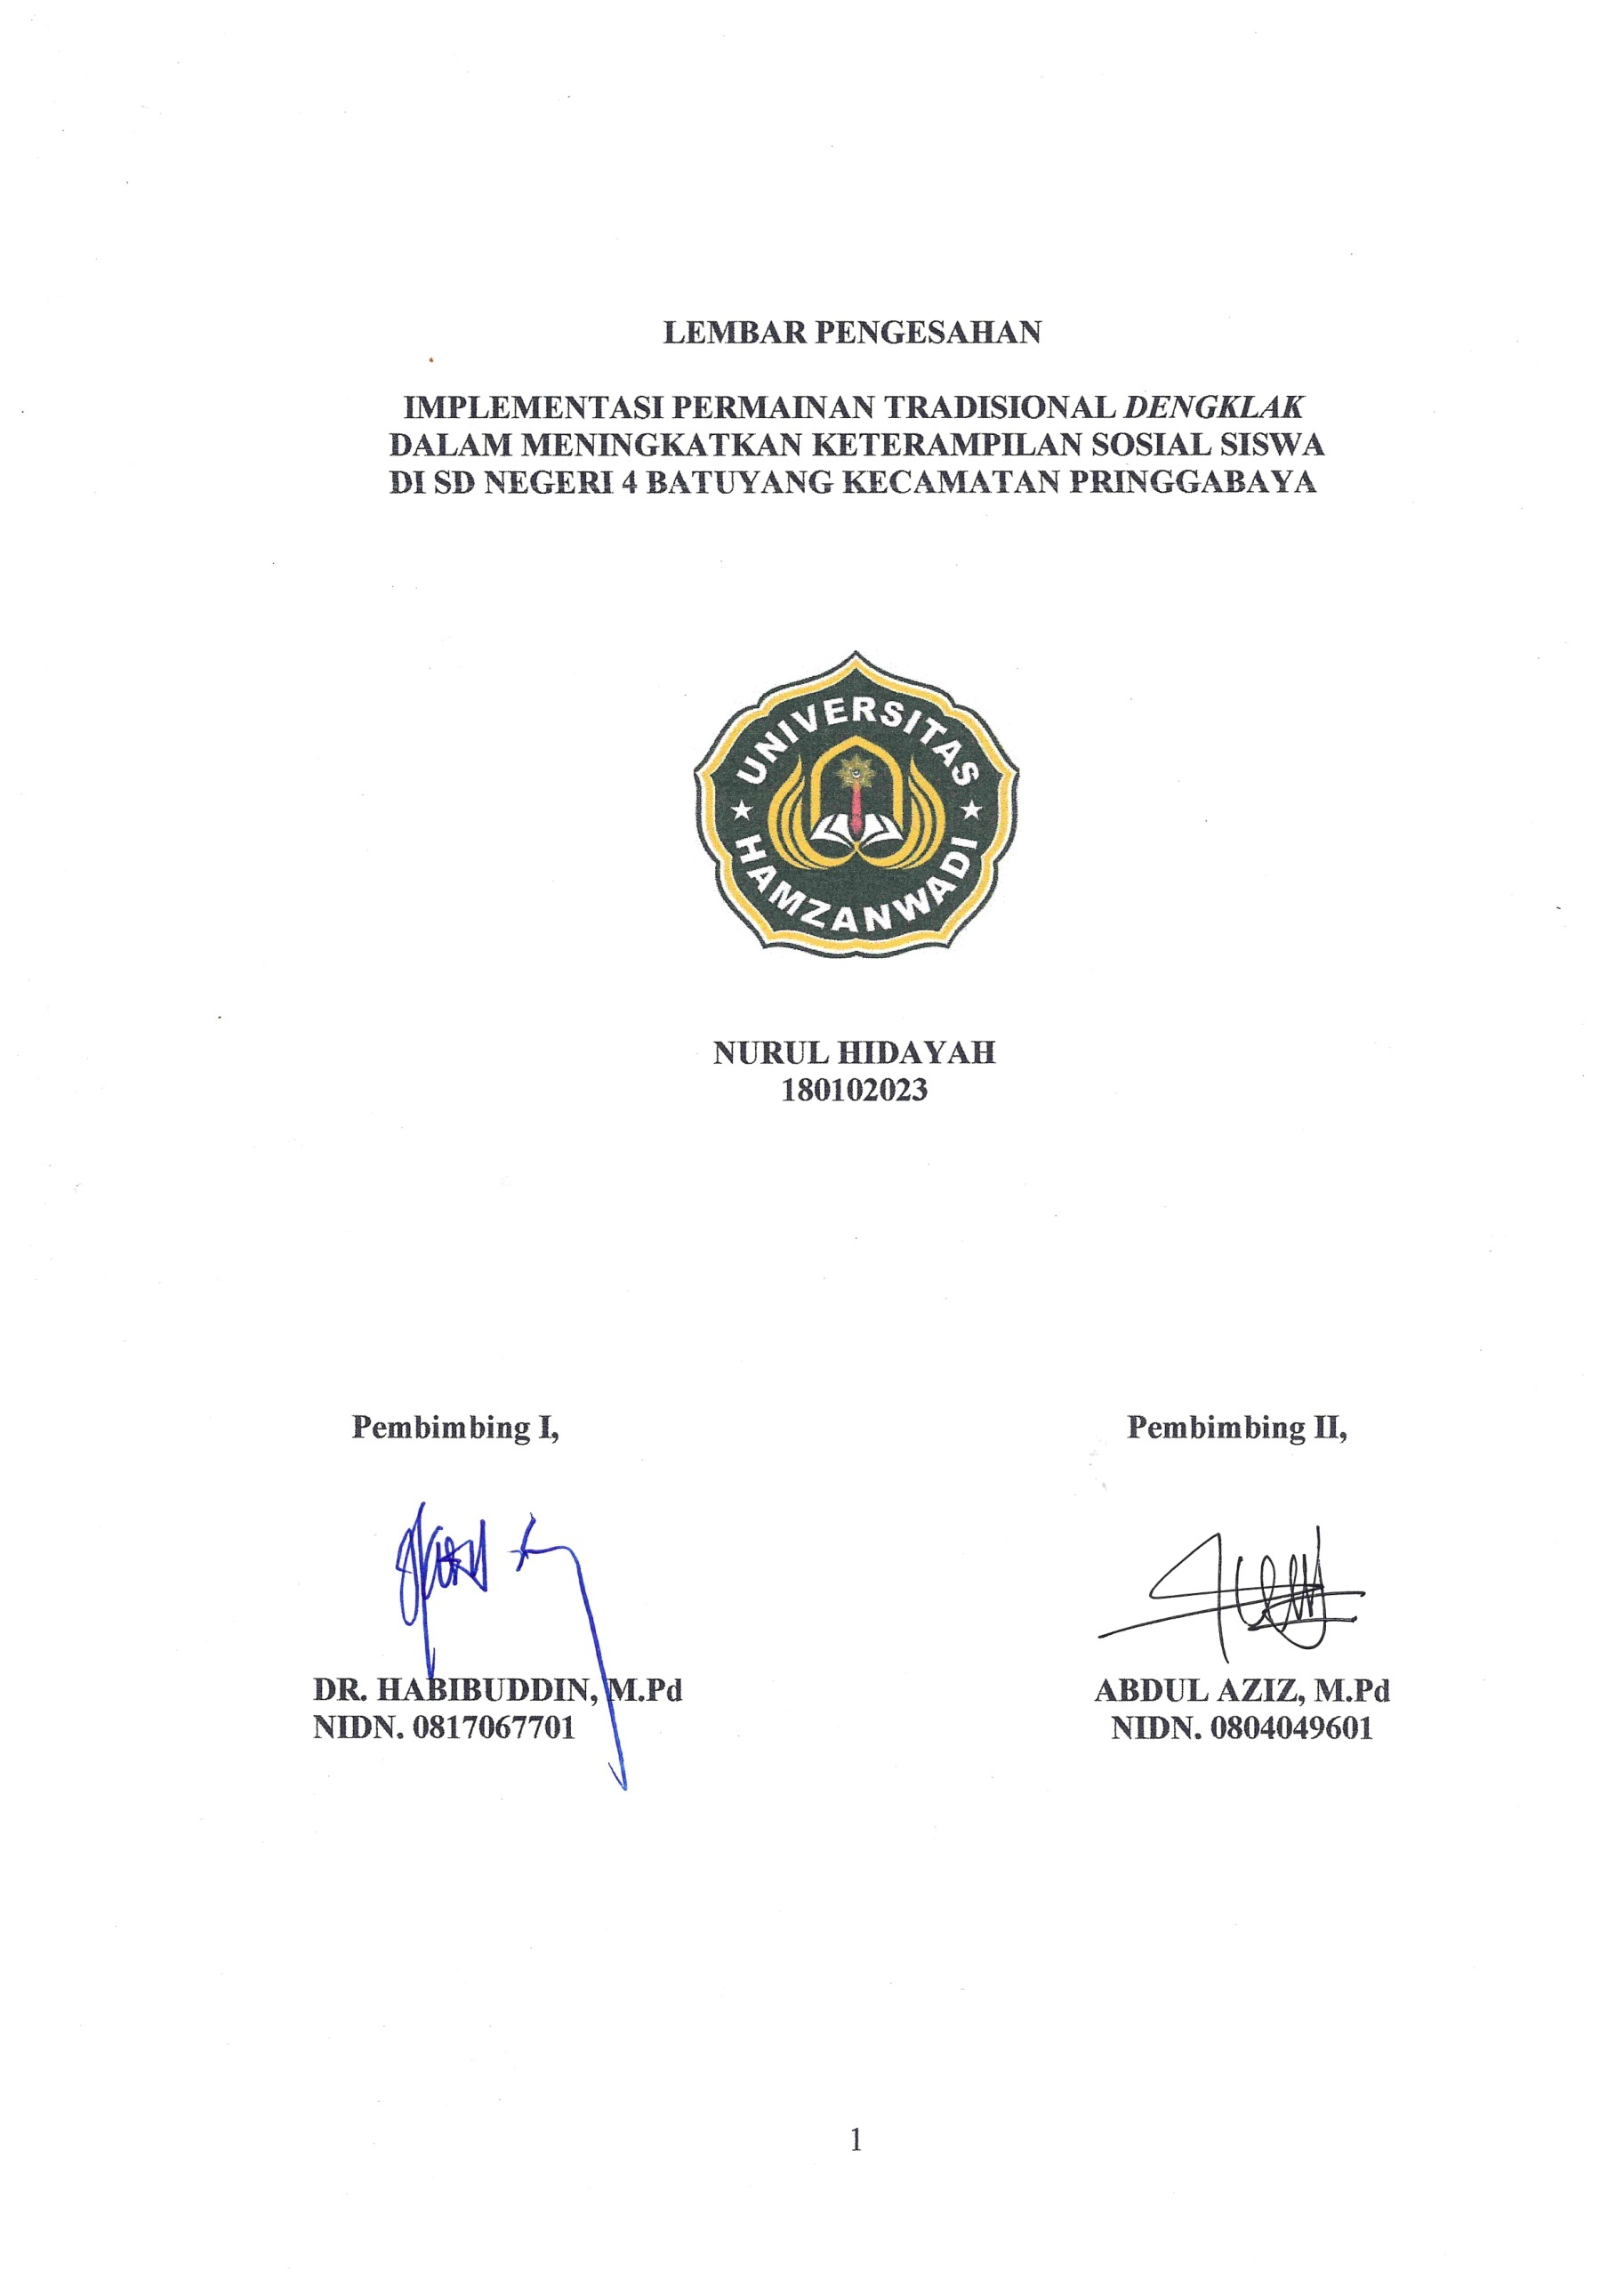 LEMBAR PENGESAHAN
IMPLEMENTASI PERMAINAN TRADISIONAL DENGKLAK
DALAM MENINGKATKAN KETERAMPILAN SOSIAL SISWA
DI SD NEGERI 4 BATUYANG KECAMATAN PRINGGABAYA
UNIVERSITAS
HAMZANWADI
NURUL HIDAYAH
180102023
Pembimbing I,
Pembimbing II,
DR. HABIBUDDIN, M.Pd
ABDUL AZIZ, M.Pd
NIDN. 0817067701
NIDN. 0804049601
1